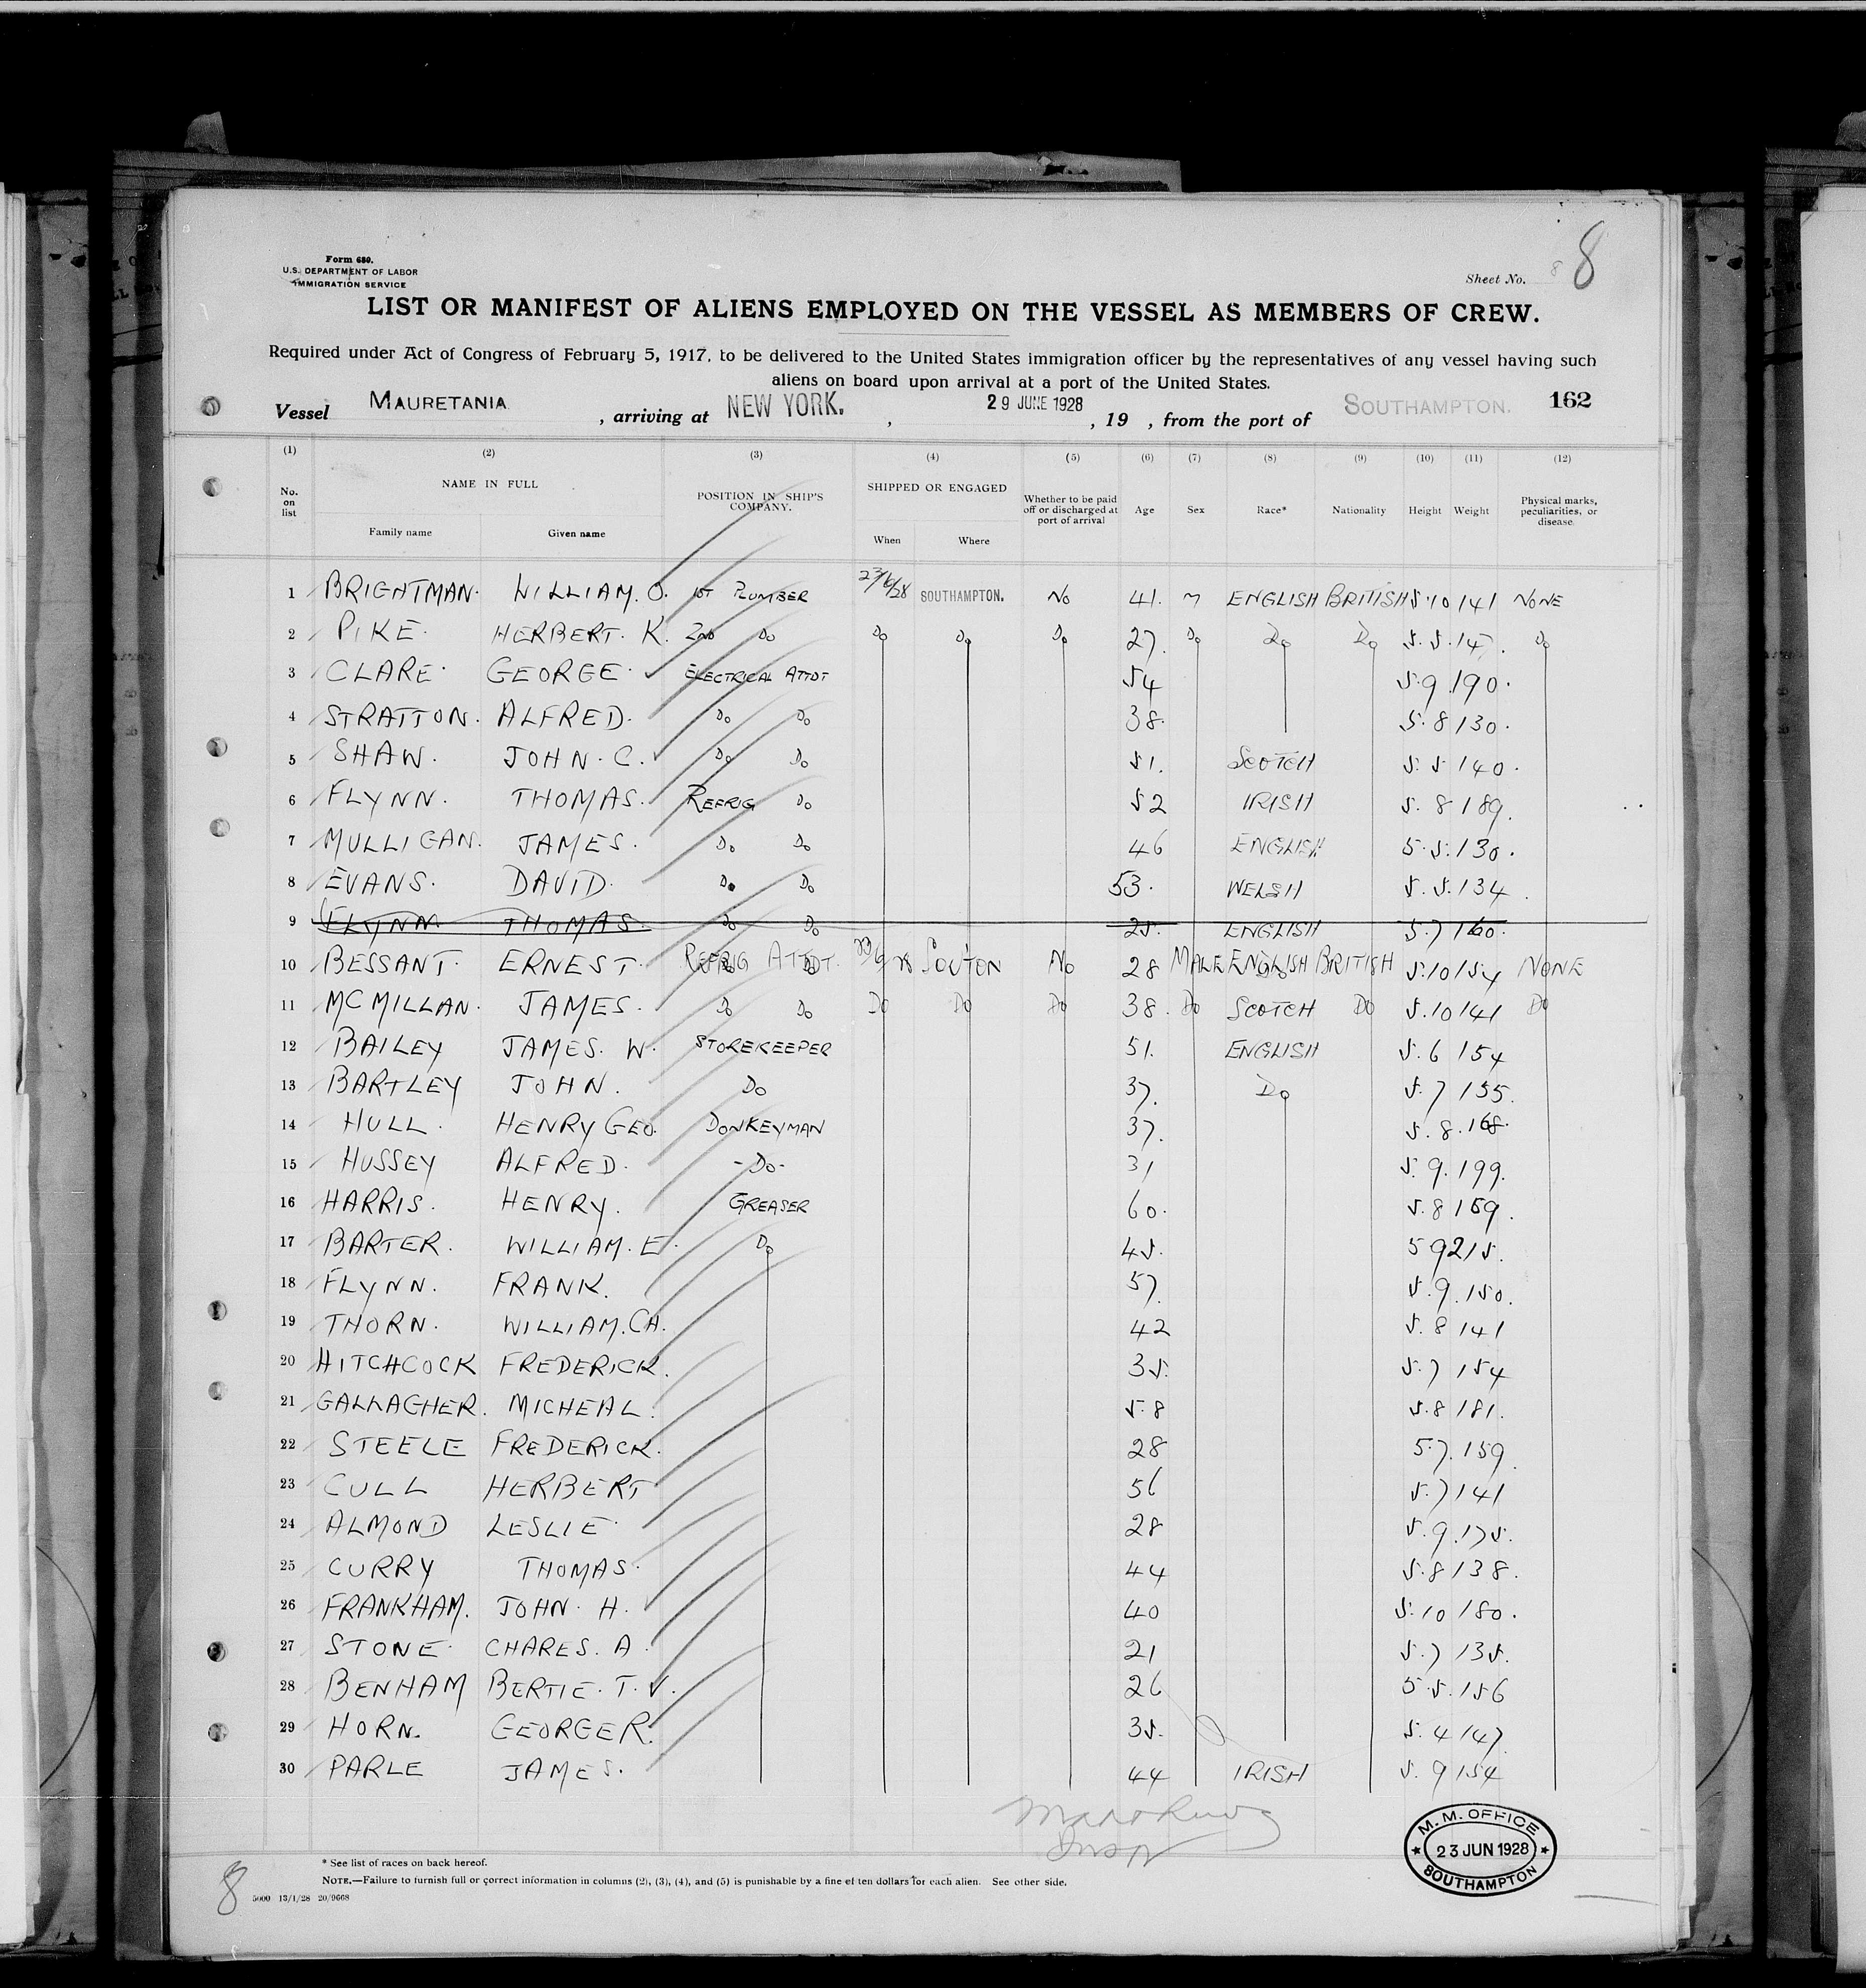 Form 680.
U.S. DEPARTMENT OF LABOR
IMMIGRATION SERVICE
Sheet No. 8 8
LIST OR MANIFEST OF ALIENS EMPLOYED ON THE VESSEL AS MEMBERS OF CREW.
Required under Act of Congress of February 5, 1917, to be delivered to the United States immigration officer by the representatives of any vessel having such
aliens on board upon arrival at a port of the United States.
Vessel MAURETANIA, arriving at NEW YORK., 29 JUNE 1928, 19 , from the port of SOUTHAMPTON. 162
(1) (2) (3) (4) (5) (6) (7) (8) (9) (10) (11) (12)
No. on list NAME IN FULL POSITION IN SHIP'S COMPANY. SHIPPED OR ENGAGED Whether to be paid off or discharged at port of arrival Age Sex Race* Nationality Height Weight Physical marks, peculiarities, or disease
Family name Given name When Where
1 BRIGHTMAN. WILLIAM. O. 1ST PLUMBER 23/6/28 SOUTHAMPTON. No 41. M ENGLISH BRITISH 5.10 141 NONE
2 PIKE. HERBERT. K. 2ND Do Do Do Do 27. Do Do Do 5.5. 147. Do
3 CLARE. GEORGE. ELECTRICAL ATTDT 54 5.9 190.
4 STRATTON. ALFRED. Do Do 38. 5.8 130.
5 SHAW. JOHN. C. Do Do 51. SCOTCH 5.5 140.
6 FLYNN. THOMAS. REFRIG Do 52 IRISH 5.8 189.
7 MULLIGAN. JAMES. Do Do 46 ENGLISH 5.5. 130.
8 EVANS. DAVID. Do Do 53. WELSH 5.5. 134.
9 FLYNN. THOMAS. Do Do 25. ENGLISH 5.7 160.
10 BESSANT. ERNEST. REFRIG ATTDT. 23/6/28 SOUTON No 28 MALE ENGLISH BRITISH 5.10 154 NONE
11 MCMILLAN. JAMES. Do Do Do Do Do 38. Do SCOTCH Do 5.10 141 Do
12 BAILEY JAMES. W. STOREKEEPER 51. ENGLISH 5.6 154
13 BARTLEY JOHN. Do 37. Do 5.7 155.
14 HULL. HENRY GEO. DONKEYMAN 37. 5.8. 168.
15 HUSSEY ALFRED. -Do- 31 5.9. 199.
16 HARRIS. HENRY. GREASER 60. 5.8 159.
17 BARTER. WILLIAM. E. Do 45. 5 9 215.
18 FLYNN. FRANK. 57. 5.9. 150.
19 THORN. WILLIAM. CH. 42 5.8 141
20 HITCHCOCK FREDERICK. 35. 5.7 154
21 GALLAGHER. MICHEAL. 58 5.8 181.
22 STEELE FREDERICK. 28 5.7. 159
23 CULL HERBERT 56 5.7 141
24 ALMOND LESLIE. 28 5.9. 175.
25 CURRY THOMAS. 44 5.8 138.
26 FRANKHAM. JOHN. H. 40 5.10 180.
27 STONE. CHARES. A. 21 5.7 135.
28 BENHAM BERTIE. T. V. 26 5.5. 156
29 HORN. GEORGE R. 35. 5.4 147.
30 PARLE JAMES. 44 IRISH 5.9 154
M.M. OFFICE
23 JUN 1928
SOUTHAMPTON
* See list of races on back hereof.
NOTE.—Failure to furnish full or correct information in columns (2), (3), (4), and (5) is punishable by a fine of ten dollars for each alien. See other side.
8 5000 13/1/28 20/9668